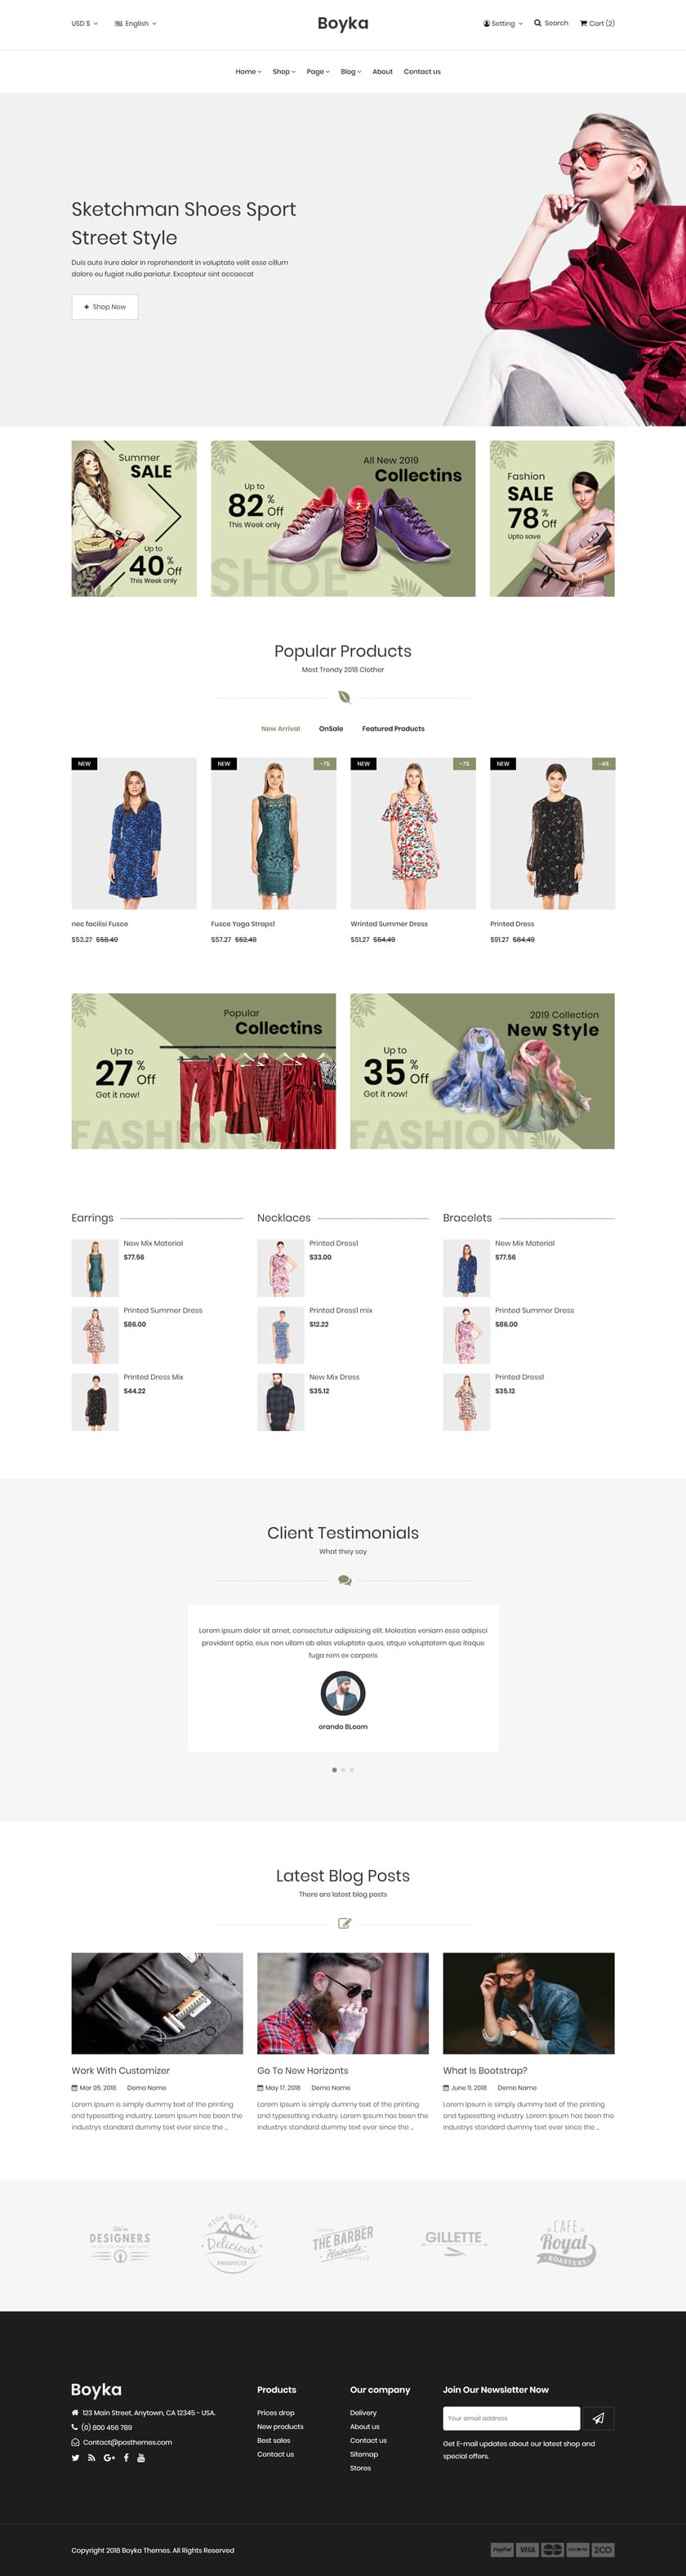 USD $
English
Boyka
Setting
Search
Cart (2)
Home
Shop
Page
Blog
About
Contact us
Sketchman Shoes Sport
Street Style
Duis aute irure dolor in reprehenderit in voluptate velit esse cillum
dolore eu fugiat nulla pariatur. Excepteur sint occaecat
+ Shop Now
Summer
SALE
Up to
40% Off
This Week only
All New 2019
Collectins
Up to
82% Off
This Week only
SHOE
Fashion
SALE
78% Off
Upto save
Popular Products
Most Trendy 2018 Clother
New Arrival
OnSale
Featured Products
NEW
NEW
-7%
NEW
-7%
NEW
-4%
nec facilisi Fusce
$53.27 $58.49
Fusce Yoga Straps1
$57.27 $52.49
Wrinted Summer Dress
$51.27 $54.49
Printed Dress
$91.27 $84.49
Popular
Collectins
Up to
27% Off
Get it now!
FASHION
2019 Collection
New Style
Up to
35% Off
Get it now!
FASHION
Earrings
New Mix Material
$77.56
Printed Summer Dress
$86.00
Printed Dress Mix
$44.22
Necklaces
Printed Dress1
$33.00
Printed Dress1 mix
$12.22
New Mix Dress
$35.12
Bracelets
New Mix Material
$77.56
Printed Summer Dress
$86.00
Printed Dress1
$35.12
Client Testimonials
What they say
Lorem ipsum dolor sit amet, consectetur adipisicing elit. Molestias veniam esse adipisci
provident optio, eius non ullam ab alias voluptate quos, atque voluptatem quo itaque
fuga rem ex corporis
orando BLoom
Latest Blog Posts
There are latest blog posts
Work With Customizer
Mar 05, 2018 Demo Name
Lorem Ipsum is simply dummy text of the printing
and typesetting industry. Lorem Ipsum has been the
industrys standard dummy text ever since the ...
Go To New Horizonts
May 17, 2018 Demo Name
Lorem Ipsum is simply dummy text of the printing
and typesetting industry. Lorem Ipsum has been the
industrys standard dummy text ever since the ...
What Is Bootstrap?
June 11, 2018 Demo Name
Lorem Ipsum is simply dummy text of the printing
and typesetting industry. Lorem Ipsum has been the
industrys standard dummy text ever since the ...
We're
DESIGNERS
HIGH QUALITY
Delicious
PRODUCTS
THE BARBER
Haircuts
GILLETTE
CAFE
Royal
ROASTERS
Boyka
123 Main Street, Anytown, CA 12345 - USA.
(0) 800 456 789
Contact@posthemes.com
Products
Prices drop
New products
Best sales
Contact us
Our company
Delivery
About us
Contact us
Sitemap
Stores
Join Our Newsletter Now
Your email address
Get E-mail updates about our latest shop and
special offers.
Copyright 2018 Boyka Themes. All Rights Reserved
PayPal
VISA
2CO